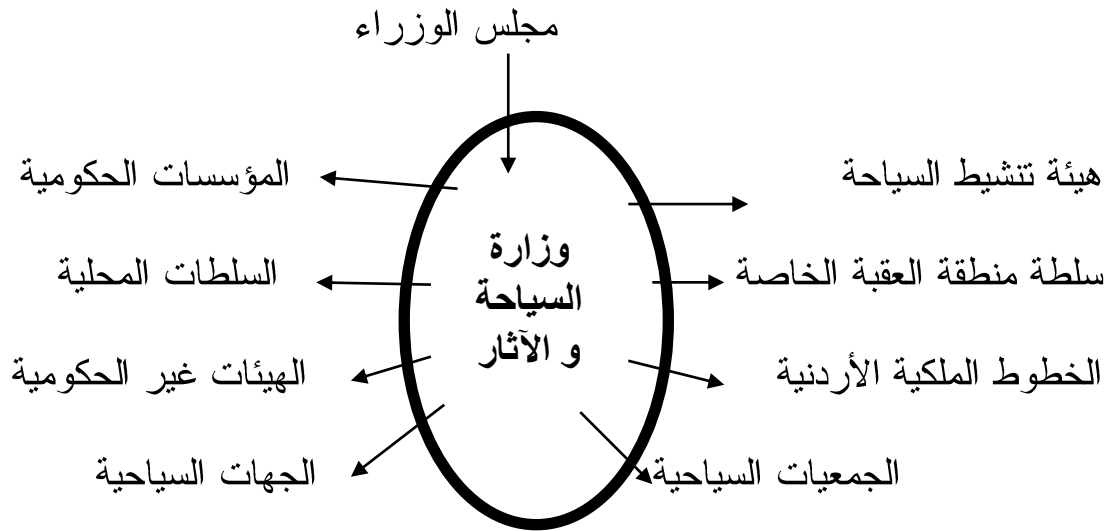 مجلس الوزراء
هيئة تنشيط السياحة
المؤسسات الحكومية
وزارة
السياحة
و الآثار
سلطة منطقة العقبة الخاصة
السلطات المحلية
الخطوط الملكية الأردنية
الهيئات غير الحكومية
الجمعيات السياحية
الجهات السياحية